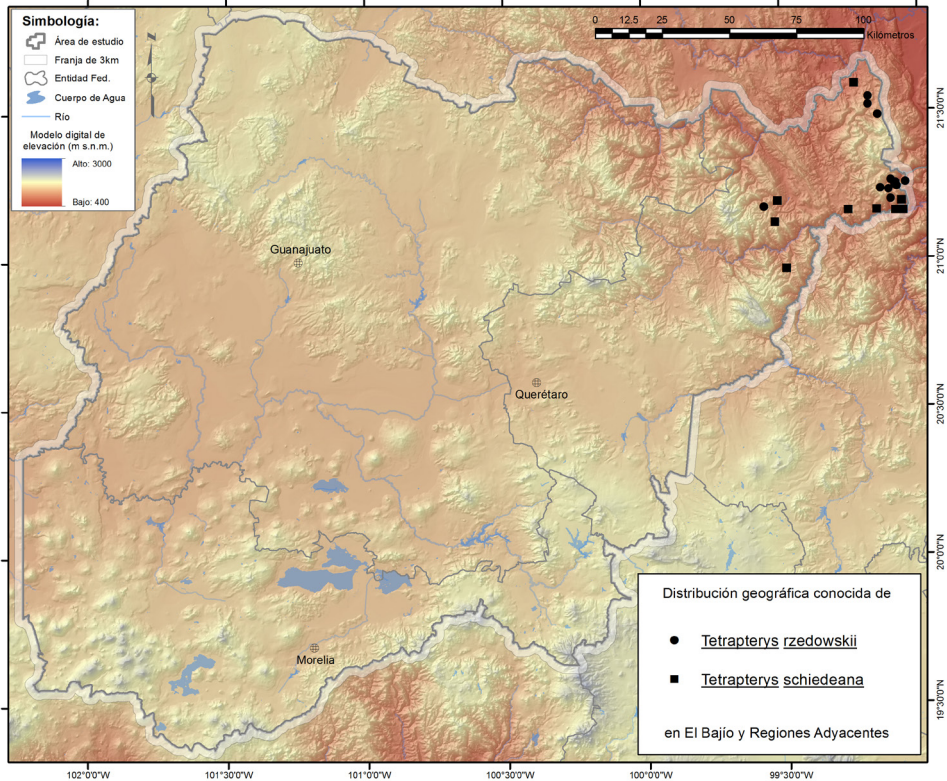 Simbología:
Área de estudio
Franja de 3km
Entidad Fed.
Cuerpo de Agua
Río
Modelo digital de
elevación (m s.n.m.)
Alto: 3000
Bajo: 400
N
0 12.5 25 50 75 100
Kilometros
Guanajuato
Querétaro
Morelia
21°30'0"N
21°0'0"N
20°30'0"N
20°0'0"N
19°30'0"N
102°0'0"W 101°30'0"W 101°0'0"W 100°30'0"W 100°0'0"W 99°30'0"W
Distribución geográfica conocida de
Tetrapterys rzedowskii
Tetrapterys schiedeana
en El Bajío y Regiones Adyacentes